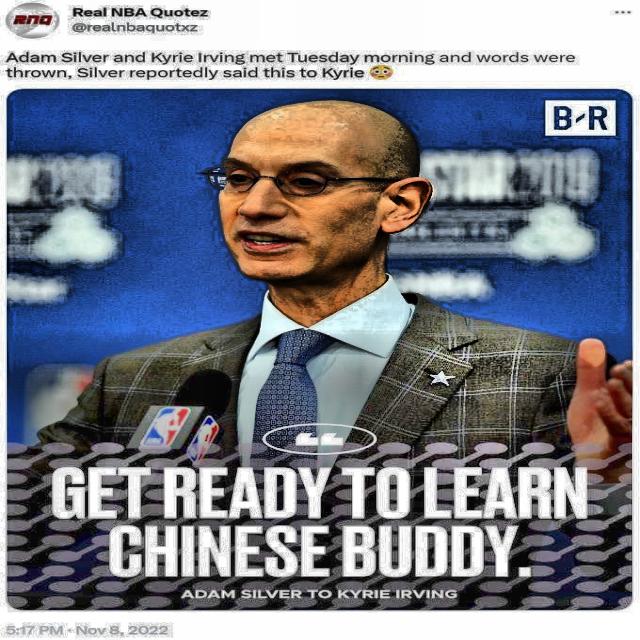 RNQ
Real NBA Quotez
@realnbaquotxz
Adam Silver and Kyrie Irving met Tuesday morning and words were
thrown, Silver reportedly said this to Kyrie 😳
B-R
GET READY TO LEARN
CHINESE BUDDY.
ADAM SILVER TO KYRIE IRVING
5:17 PM · Nov 8, 2022